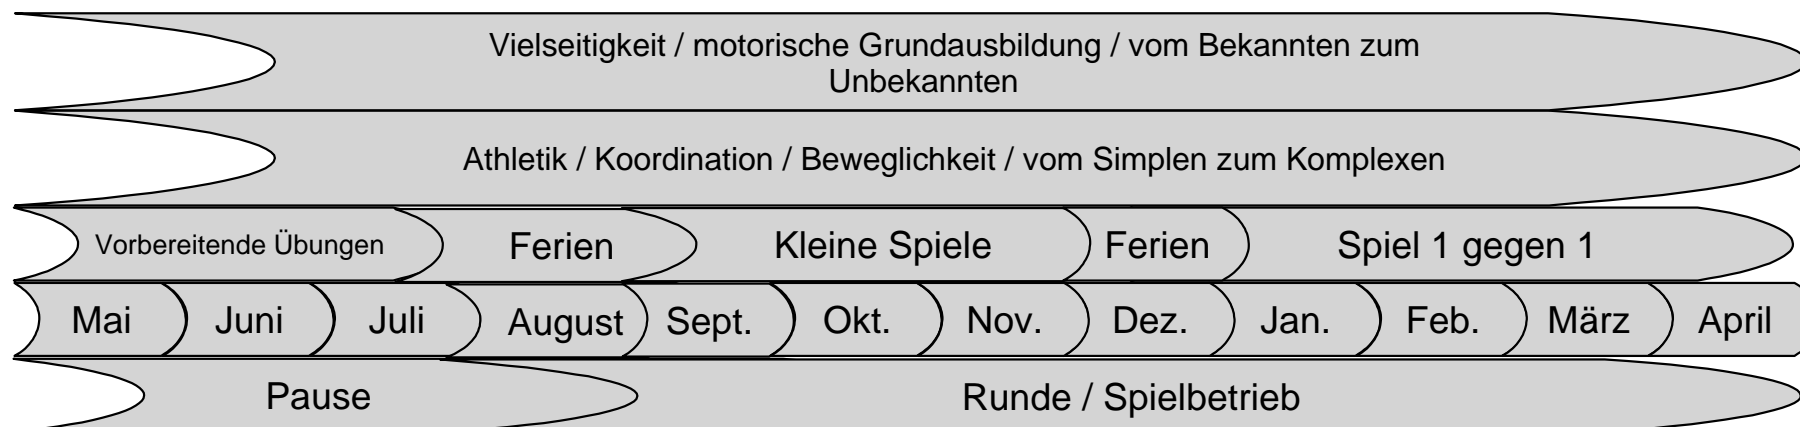 Vielseitigkeit / motorische Grundausbildung / vom Bekannten zum
Unbekannten
Athletik / Koordination / Beweglichkeit / vom Simplen zum Komplexen
Vorbereitende Übungen Ferien Kleine Spiele Ferien Spiel 1 gegen 1
Mai Juni Juli August Sept. Okt. Nov. Dez. Jan. Feb. März April
Pause Runde / Spielbetrieb